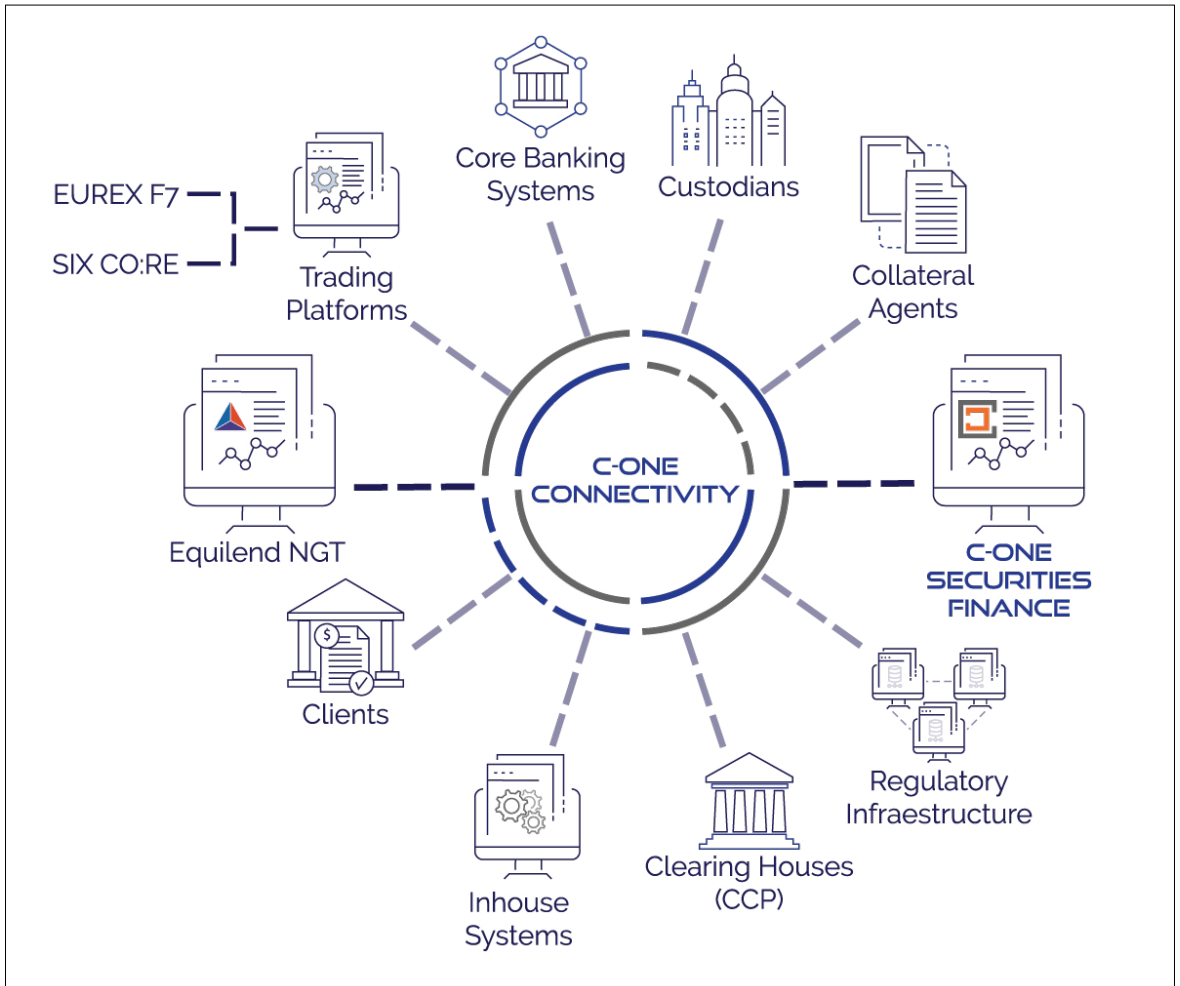 Core Banking
Systems
Custodians
EUREX F7
SIX CO:RE
Trading
Platforms
Collateral
Agents
C-ONE
CONNECTIVITY
Equilend NGT
C-ONE
SECURITIES
FINANCE
$
Clients
Regulatory
Infraestructure
Clearing Houses
(CCP)
Inhouse
Systems